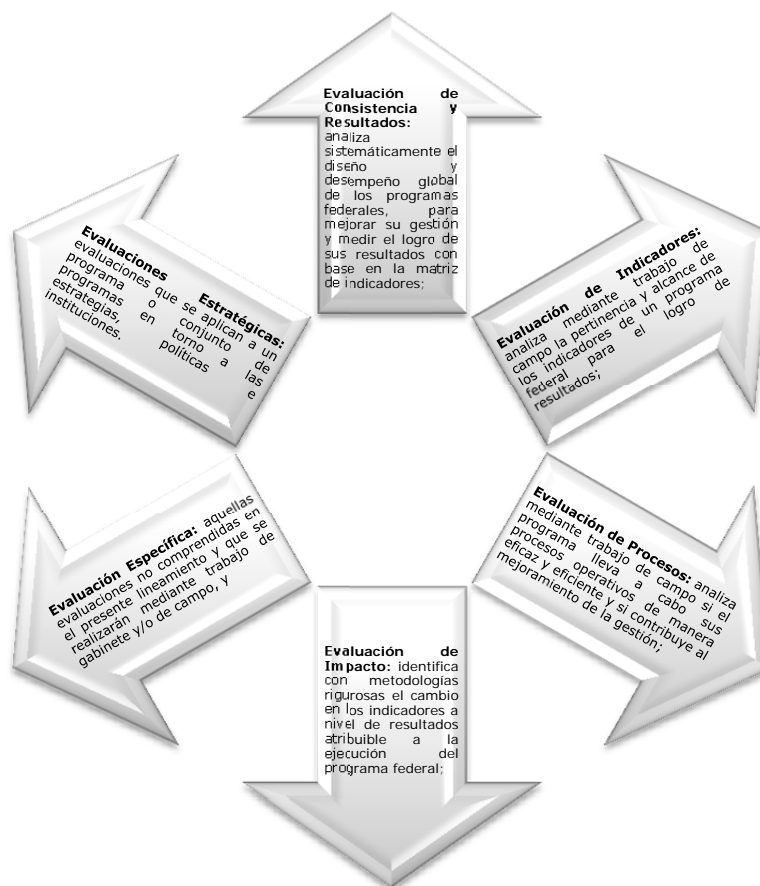 Evaluación de
Consistencia y
Resultados:
analiza
sistemáticamente el
diseño y
desempeño global
de los programas
federales, para
mejorar su gestión
y medir el logro de
sus resultados con
base en la matriz
de indicadores;
Evaluación de Indicadores:
analiza mediante trabajo de
campo la pertinencia y alcance de
los indicadores de un programa
federal para el logro de
resultados;
Evaluación de Procesos: analiza
mediante trabajo de campo si el
programa lleva a cabo sus
procesos operativos de manera
eficaz y eficiente y si contribuye al
mejoramiento de la gestión;
Evaluación de
Impacto: identifica
con metodologías
rigurosas el cambio
en los indicadores a
nivel de resultados
atribuible a la
ejecución del
programa federal;
Evaluación Específica: aquellas
evaluaciones no comprendidas en
el presente lineamiento y que se
realizarán mediante trabajo de
gabinete y/o de campo, y
Evaluaciones Estratégicas:
evaluaciones que se aplican a un
programa o conjunto de
programas en torno a las
estrategias, políticas e
instituciones.